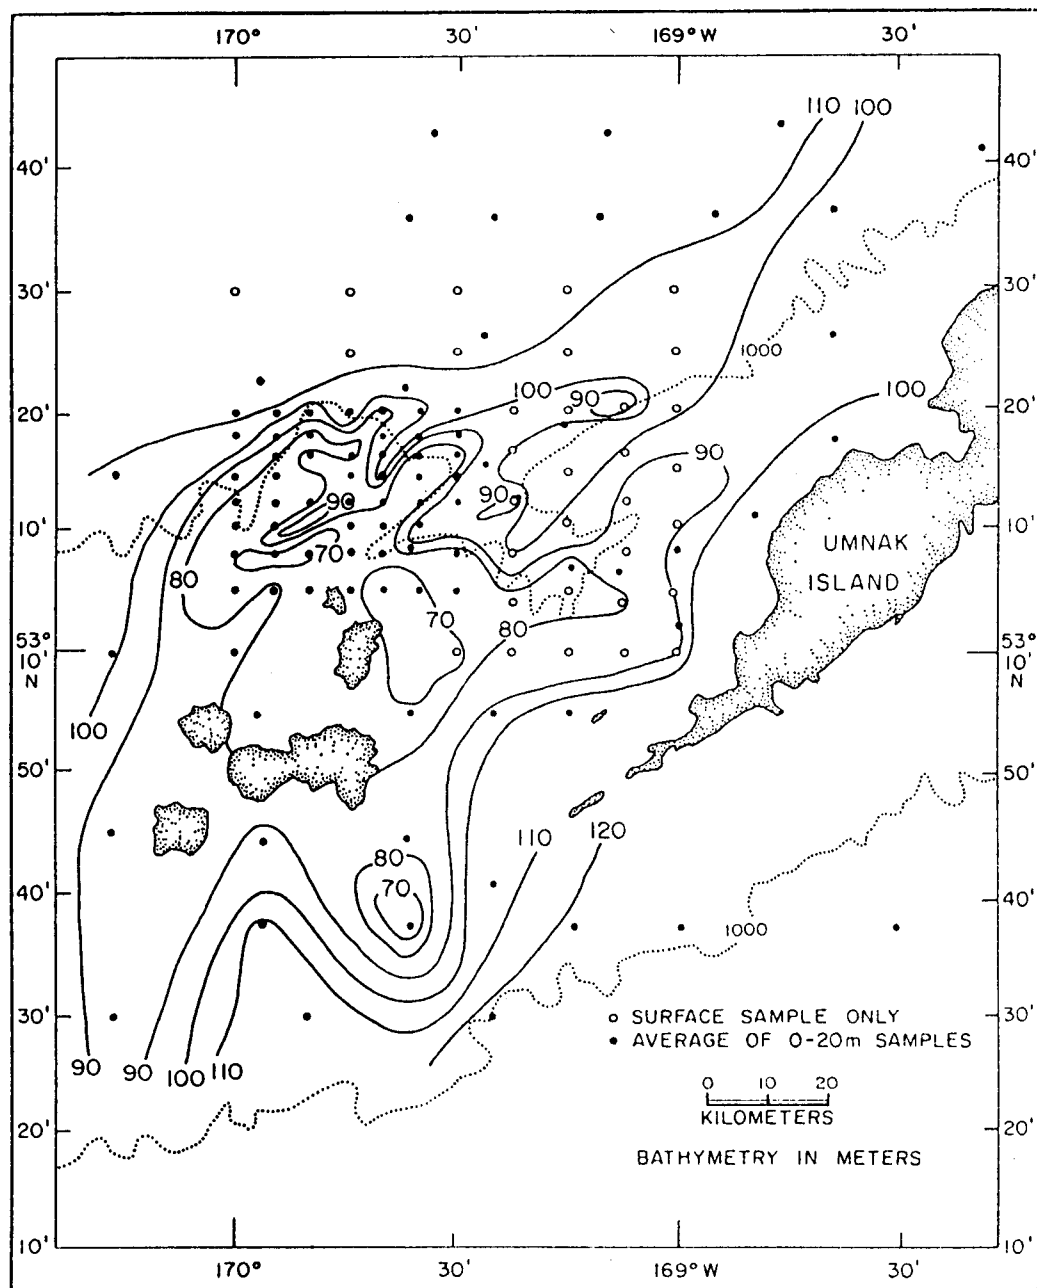 170° 30' 169° W 30'
110 100
40' 40'
30' 30'
1000
100
20' 90 100 20'
90
90 90
10' 10'
70 UMNAK
80 ISLAND
70
53° 80 53°
10' 10'
N N
100
50' 50'
110 120
80
40' 70 40'
1000
30' 30'
○ SURFACE SAMPLE ONLY
● AVERAGE OF 0-20m SAMPLES
90 90 100 110
0 10 20
KILOMETERS
20' 20'
BATHYMETRY IN METERS
10' 10'
170° 30' 169° W 30'